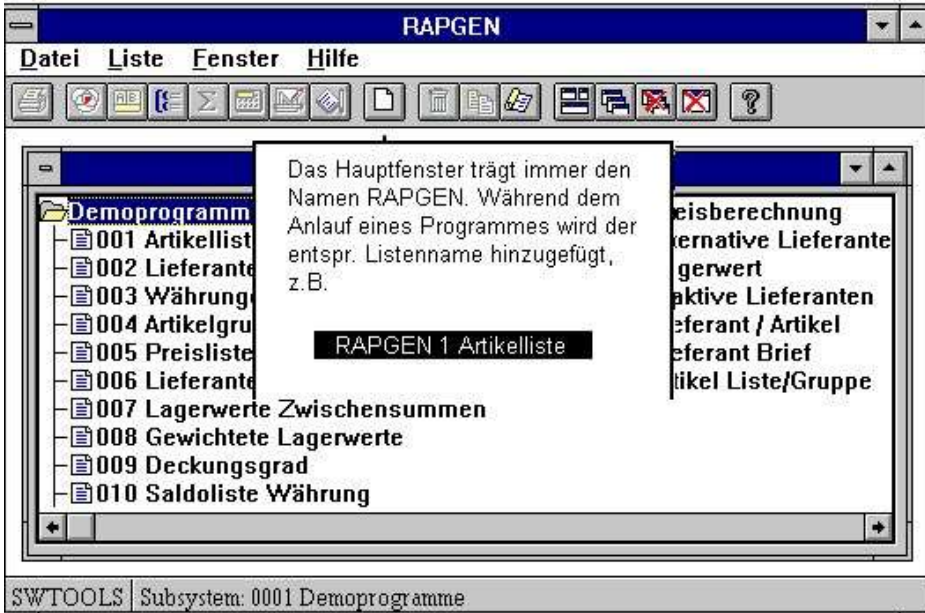 RAPGEN
Datei Liste Fenster Hilfe
Das Hauptfenster trägt immer den
Namen RAPGEN. Während dem
Anlauf eines Programmes wird der
entspr. Listenname hinzugefügt,
z.B.
RAPGEN 1 Artikelliste
Demoprogramm
001 Artikellist
002 Lieferante
003 Währung
004 Artikelgru
005 Preisliste
006 Lieferante
007 Lagerwerte Zwischensummen
008 Gewichtete Lagerwerte
009 Deckungsgrad
010 Saldoliste Währung
eisberechnung
ernative Lieferante
gerwert
aktive Lieferanten
eferant / Artikel
eferant Brief
tikel Liste/Gruppe
SWTOOLS Subsystem: 0001 Demoprogramme